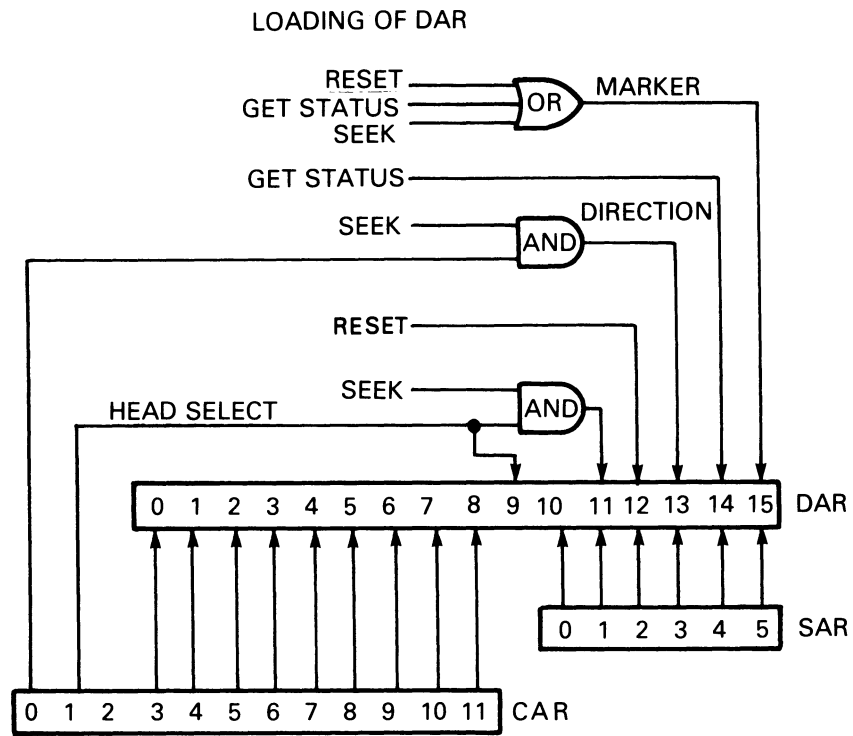 LOADING OF DAR
RESET
GET STATUS
SEEK
OR
MARKER
GET STATUS
SEEK
AND
DIRECTION
RESET
SEEK
HEAD SELECT
AND
0 1 2 3 4 5 6 7 8 9 10 11 12 13 14 15 DAR
0 1 2 3 4 5 SAR
0 1 2 3 4 5 6 7 8 9 10 11 CAR